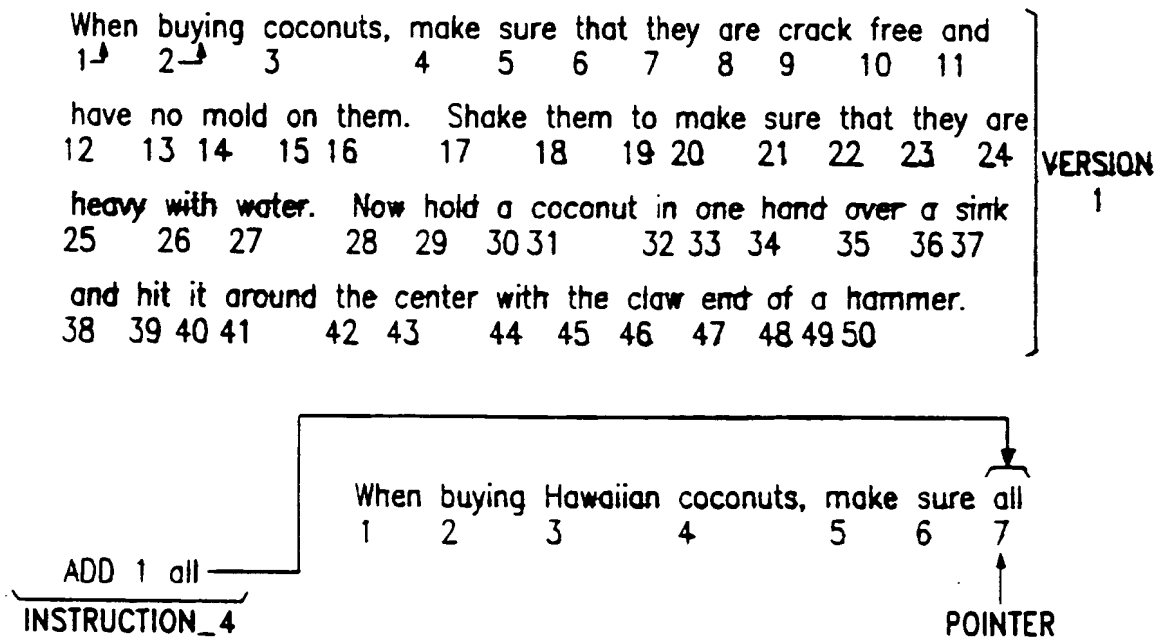 When buying coconuts, make sure that they are crack free and
1 2 3 4 5 6 7 8 9 10 11
have no mold on them. Shake them to make sure that they are
12 13 14 15 16 17 18 19 20 21 22 23 24
VERSION
1
heavy with water. Now hold a coconut in one hand over a sink
25 26 27 28 29 30 31 32 33 34 35 36 37
and hit it around the center with the claw end of a hammer.
38 39 40 41 42 43 44 45 46 47 48 49 50
When buying Hawaiian coconuts, make sure all
1 2 3 4 5 6 7
ADD 1 all
INSTRUCTION_4
POINTER